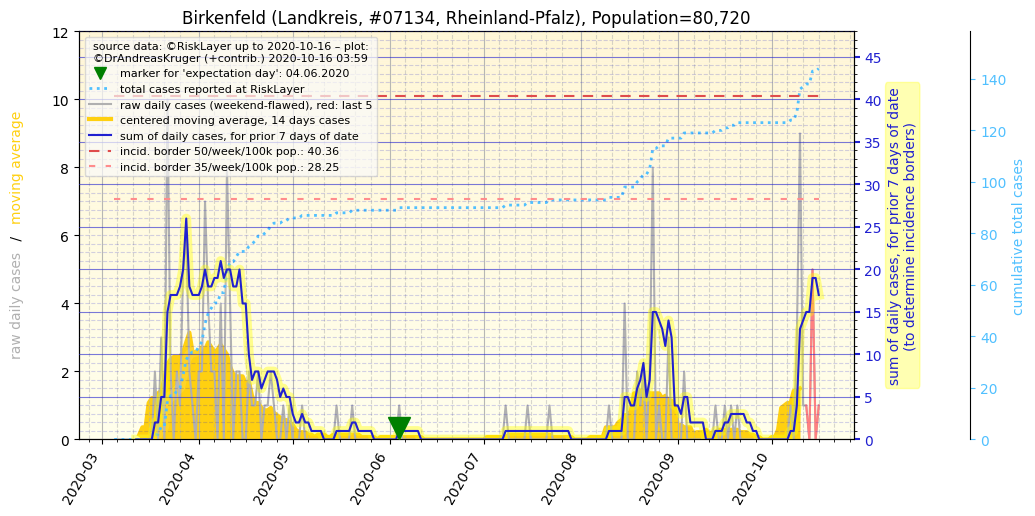 Birkenfeld (Landkreis, #07134, Rheinland-Pfalz), Population=80,720
source data: ©RiskLayer up to 2020-10-16 – plot:
©DrAndreasKruger (+contrib.) 2020-10-16 03:59
marker for 'expectation day': 04.06.2020
total cases reported at RiskLayer
raw daily cases (weekend-flawed), red: last 5
centered moving average, 14 days cases
sum of daily cases, for prior 7 days of date
incid. border 50/week/100k pop.: 40.36
incid. border 35/week/100k pop.: 28.25
raw daily cases / moving average
12
10
8
6
4
2
0
2020-03
2020-04
2020-05
2020-06
2020-07
2020-08
2020-09
2020-10
45
40
35
30
25
20
15
10
5
0
sum of daily cases, for prior 7 days of date
(to determine incidence borders)
140
120
100
80
60
40
20
0
cumulative total cases